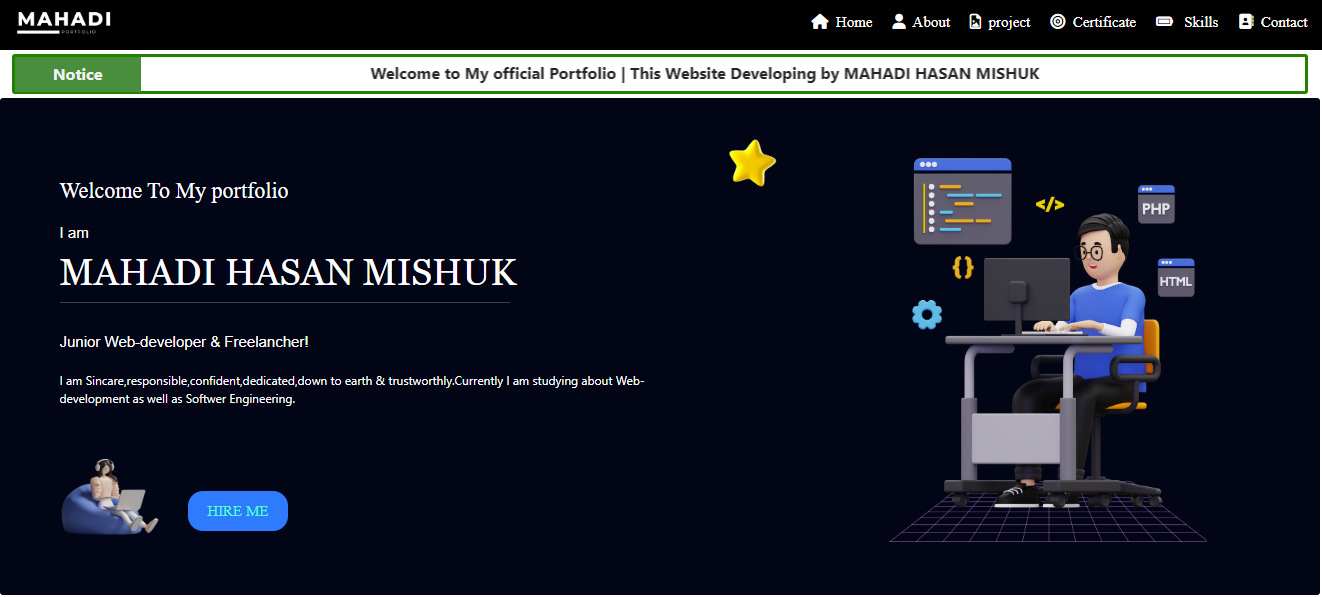 MAHADI
PORTFOLIO
Home About project Certificate Skills Contact
Notice
Welcome to My official Portfolio | This Website Developing by MAHADI HASAN MISHUK
Welcome To My portfolio
I am
MAHADI HASAN MISHUK
Junior Web-developer & Freelancher!
I am Sincare,responsible,confident,dedicated,down to earth & trustworthly.Currently I am studying about Web-
development as well as Softwer Engineering.
HIRE ME
</>
PHP
{}
HTML